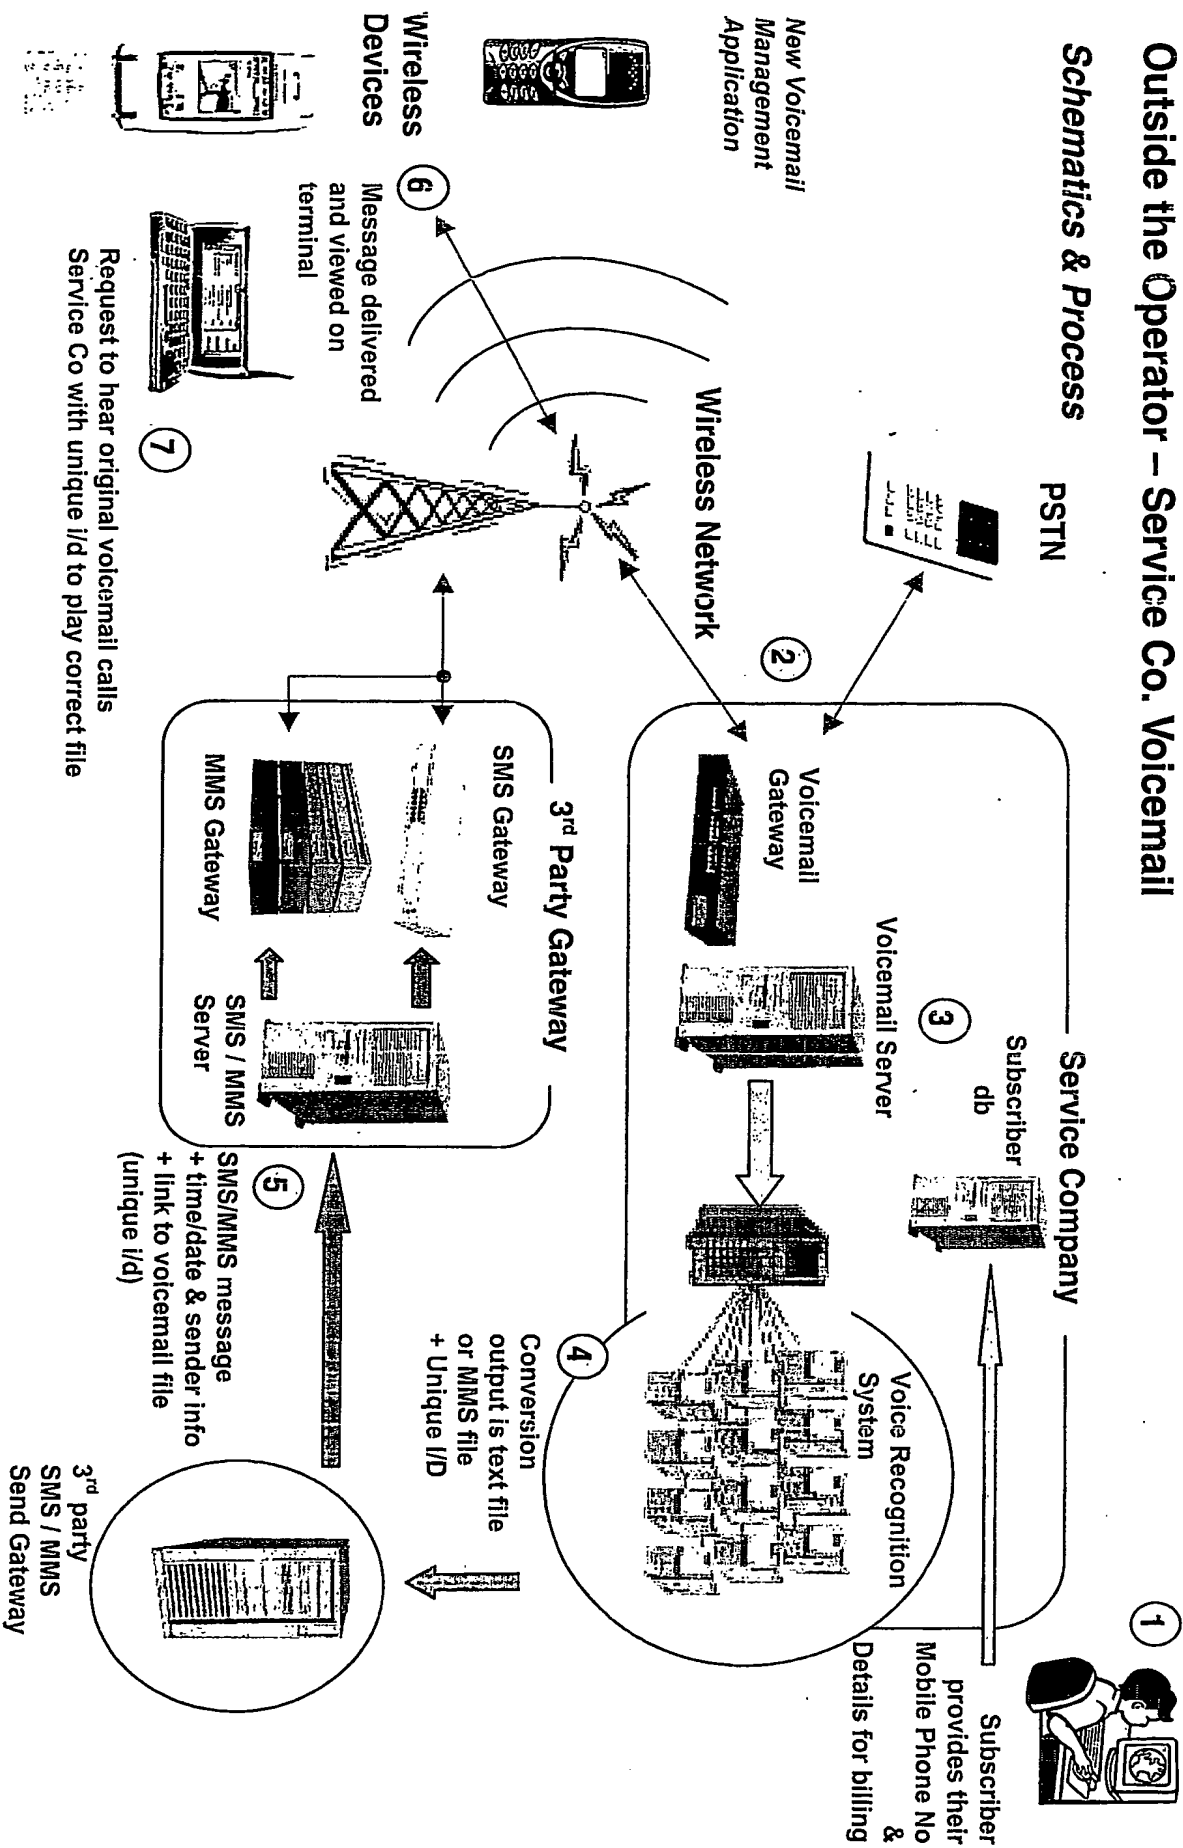 Outside the Operator – Service Co. Voicemail
Schematics & Process
1
Subscriber
provides their
Mobile Phone No
&
Details for billing
PSTN
Service Company
Subscriber
db
3
Voicemail Server
Voicemail
Gateway
2
Voice Recognition
System
4
Conversion
output is text file
or MMS file
+ Unique I/D
New Voicemail
Management
Application
Wireless Network
3rd Party Gateway
SMS Gateway
MMS Gateway
SMS / MMS
Server
5
SMS/MMS message
+ time/date & sender info
+ link to voicemail file
(unique i/d)
3rd party
SMS / MMS
Send Gateway
Wireless
Devices
6
Message delivered
and viewed on
terminal
7
Request to hear original voicemail calls
Service Co with unique i/d to play correct file